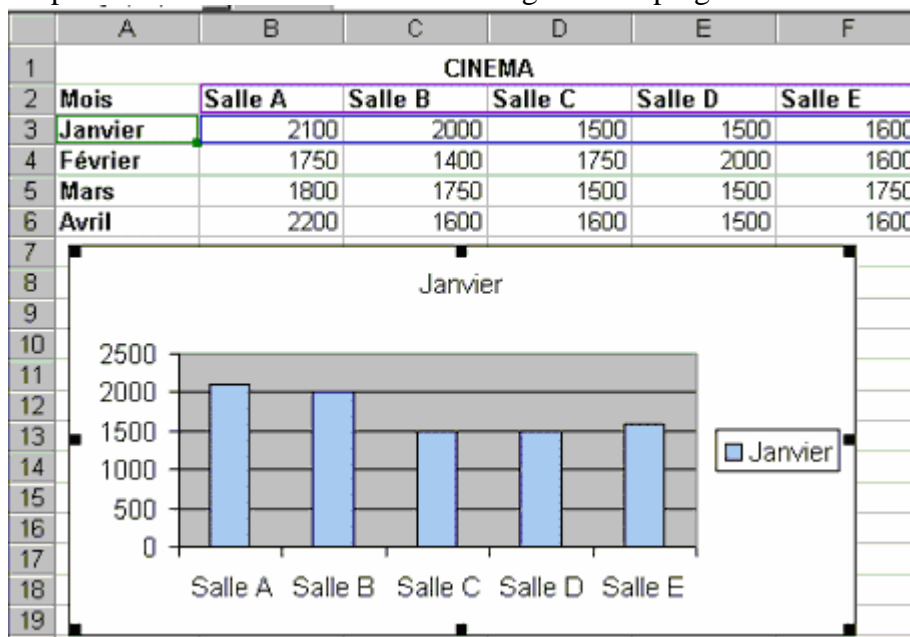 A B C D E F
1 CINEMA
2 Mois Salle A Salle B Salle C Salle D Salle E
3 Janvier 2100 2000 1500 1500 1600
4 Février 1750 1400 1750 2000 1600
5 Mars 1800 1750 1500 1500 1750
6 Avril 2200 1600 1600 1500 1600
7
8 Janvier
9
10
2500
11
2000
12
13 1500 Janvier
14 1000
15
500
16
17 0
18 Salle A Salle B Salle C Salle D Salle E
19